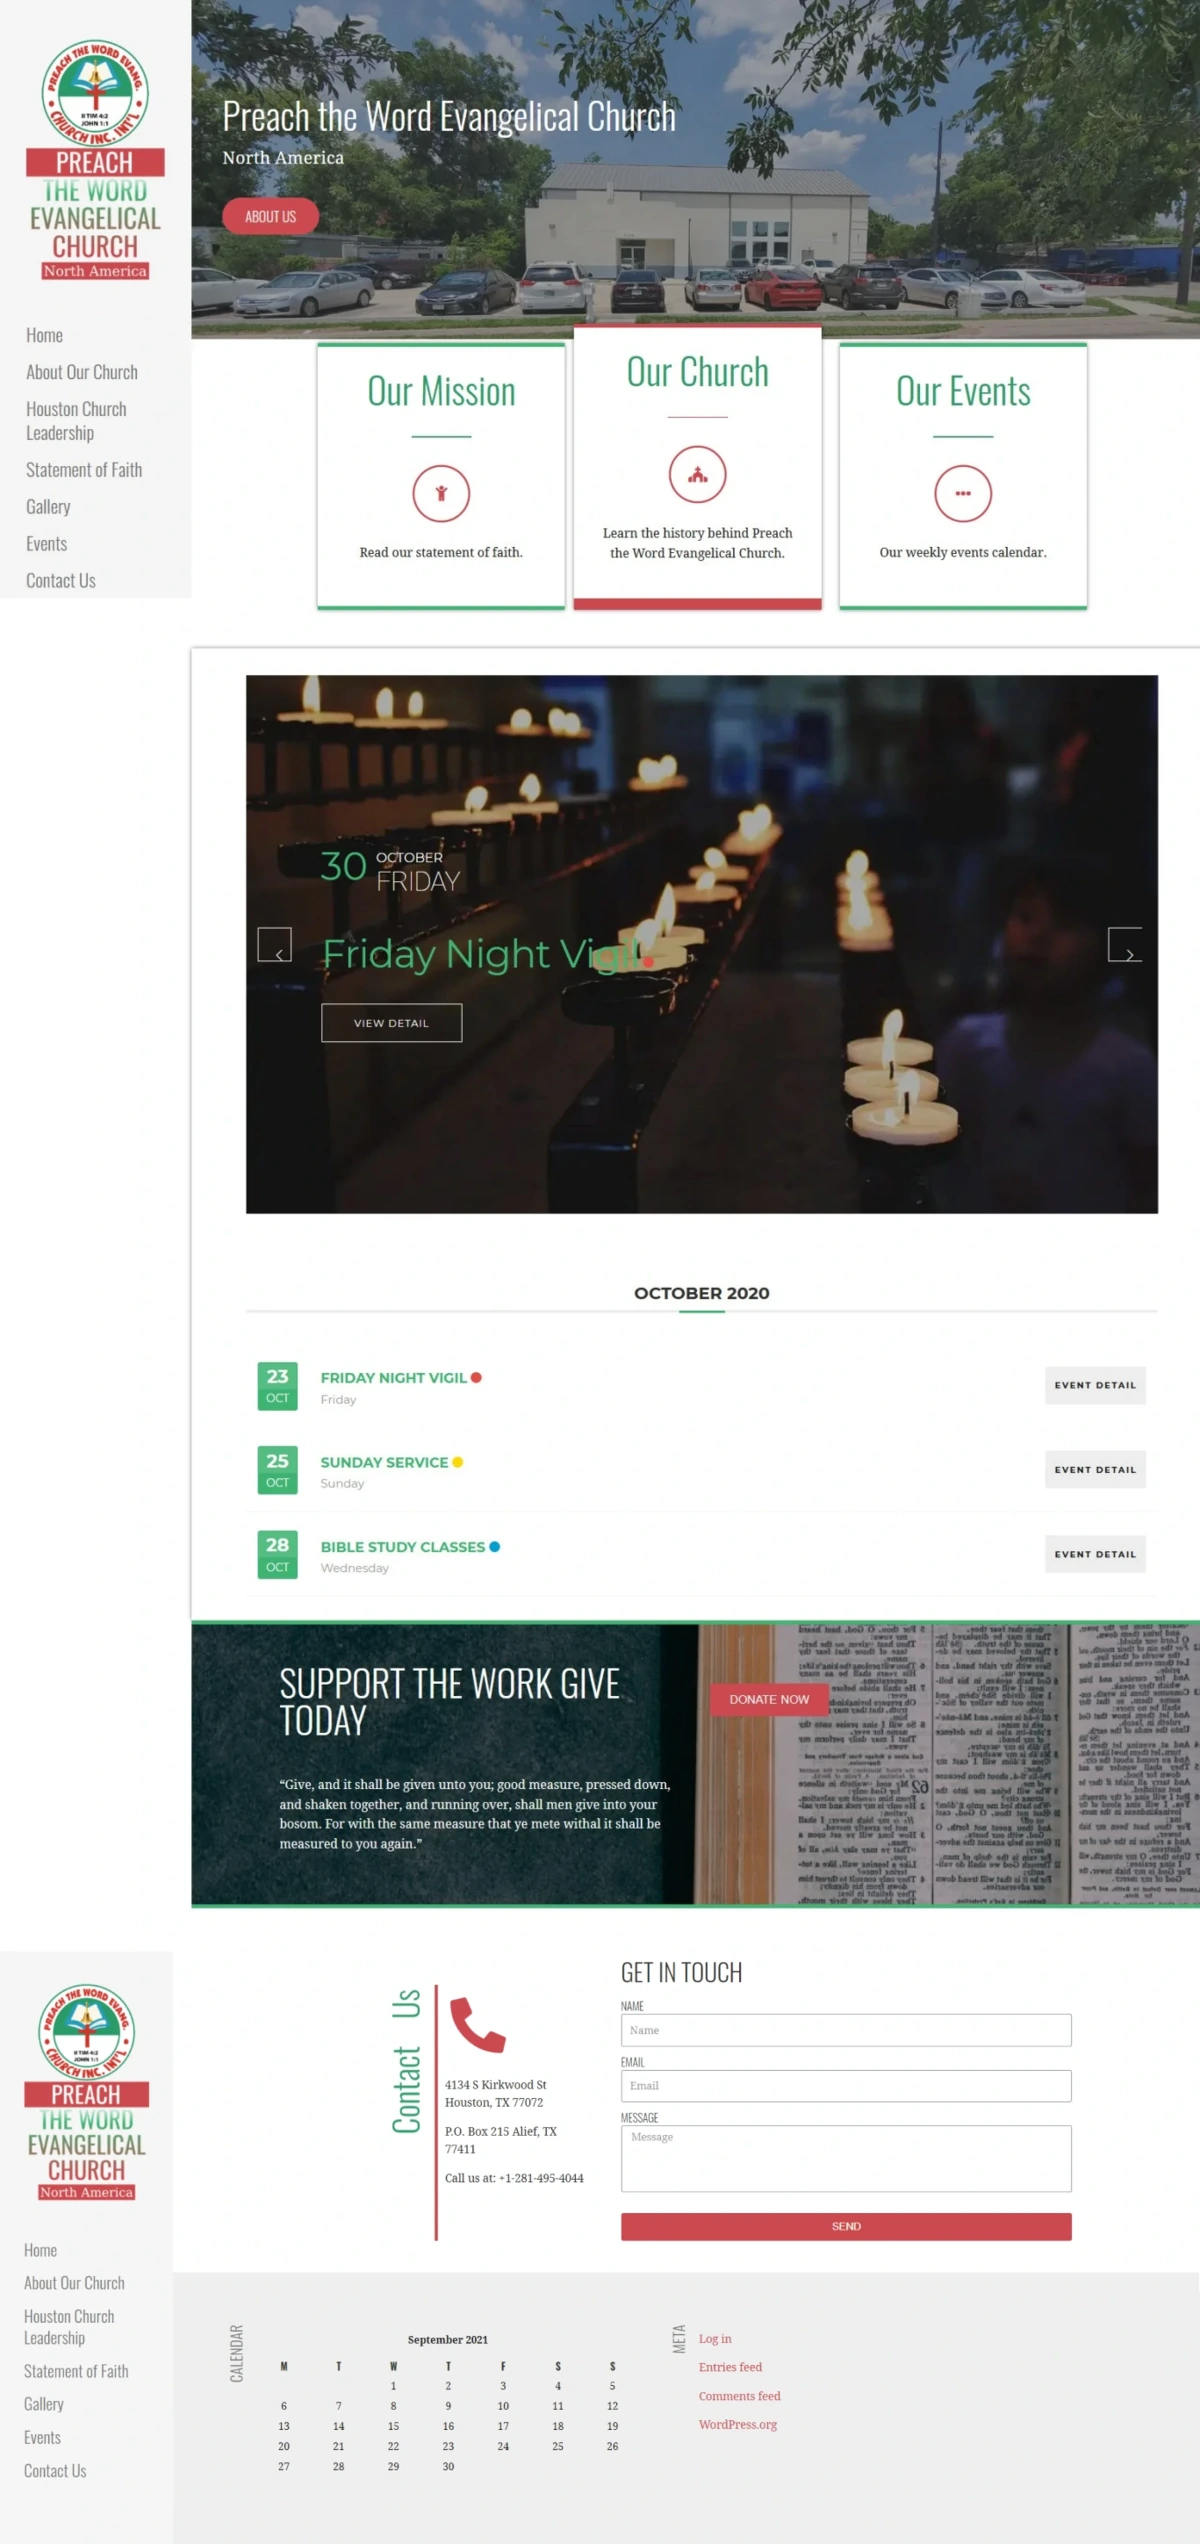 PREACH THE WORD EVANG.
II TIM 4:2
JOHN 1:1
CHURCH INC. INT'L
PREACH
THE WORD
EVANGELICAL
CHURCH
North America
Home
About Our Church
Houston Church
Leadership
Statement of Faith
Gallery
Events
Contact Us
Preach the Word Evangelical Church
North America
ABOUT US
Our Mission
Read our statement of faith.
Our Church
Learn the history behind Preach
the Word Evangelical Church.
Our Events
Our weekly events calendar.
30 OCTOBER
FRIDAY
Friday Night Vigil
VIEW DETAIL
OCTOBER 2020
23
OCT
FRIDAY NIGHT VIGIL
Friday
EVENT DETAIL
25
OCT
SUNDAY SERVICE
Sunday
EVENT DETAIL
28
OCT
BIBLE STUDY CLASSES
Wednesday
EVENT DETAIL
SUPPORT THE WORK GIVE
TODAY
DONATE NOW
“Give, and it shall be given unto you; good measure, pressed down,
and shaken together, and running over, shall men give into your
bosom. For with the same measure that ye mete withal it shall be
measured to you again.”
PREACH THE WORD EVANG.
II TIM 4:2
JOHN 1:1
CHURCH INC. INT'L
PREACH
THE WORD
EVANGELICAL
CHURCH
North America
Home
About Our Church
Houston Church
Leadership
Statement of Faith
Gallery
Events
Contact Us
Contact Us
4134 S Kirkwood St
Houston, TX 77072
P.O. Box 215 Alief, TX
77411
Call us at: +1-281-495-4044
GET IN TOUCH
NAME
Name
EMAIL
Email
MESSAGE
Message
SEND
CALENDAR
September 2021
M T W T F S S
1 2 3 4 5
6 7 8 9 10 11 12
13 14 15 16 17 18 19
20 21 22 23 24 25 26
27 28 29 30
META
Log in
Entries feed
Comments feed
WordPress.org